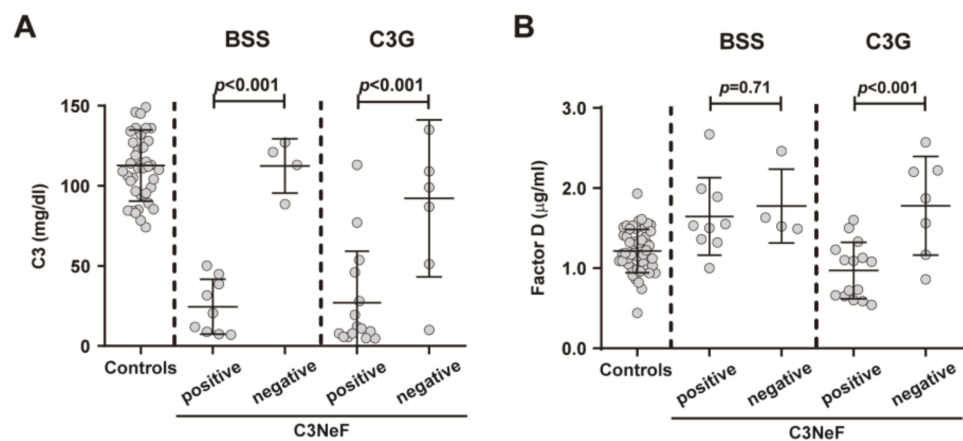 A
BSS
C3G
p<0.001
p<0.001
C3 (mg/dl)
150
100
50
0
Controls
positive
negative
positive
negative
C3NeF
B
BSS
C3G
p=0.71
p<0.001
Factor D (µg/ml)
3.0
2.0
1.0
0.0
Controls
positive
negative
positive
negative
C3NeF